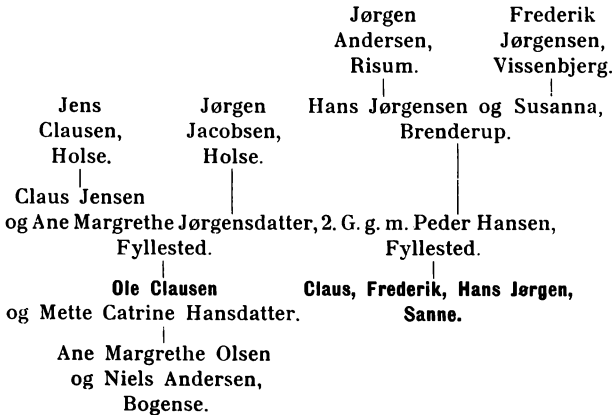 Jørgen
Andersen,
Risum.
Frederik
Jørgensen,
Vissenbjerg.
Jens
Clausen,
Holse.
Jørgen
Jacobsen,
Holse.
Hans Jørgensen og Susanna,
Brenderup.
Claus Jensen
og Ane Margrethe Jørgensdatter, 2. G. g. m. Peder Hansen,
Fyllested.
Fyllested.
Ole Clausen
og Mette Catrine Hansdatter.
Claus, Frederik, Hans Jørgen,
Sanne.
Ane Margrethe Olsen
og Niels Andersen,
Bogense.